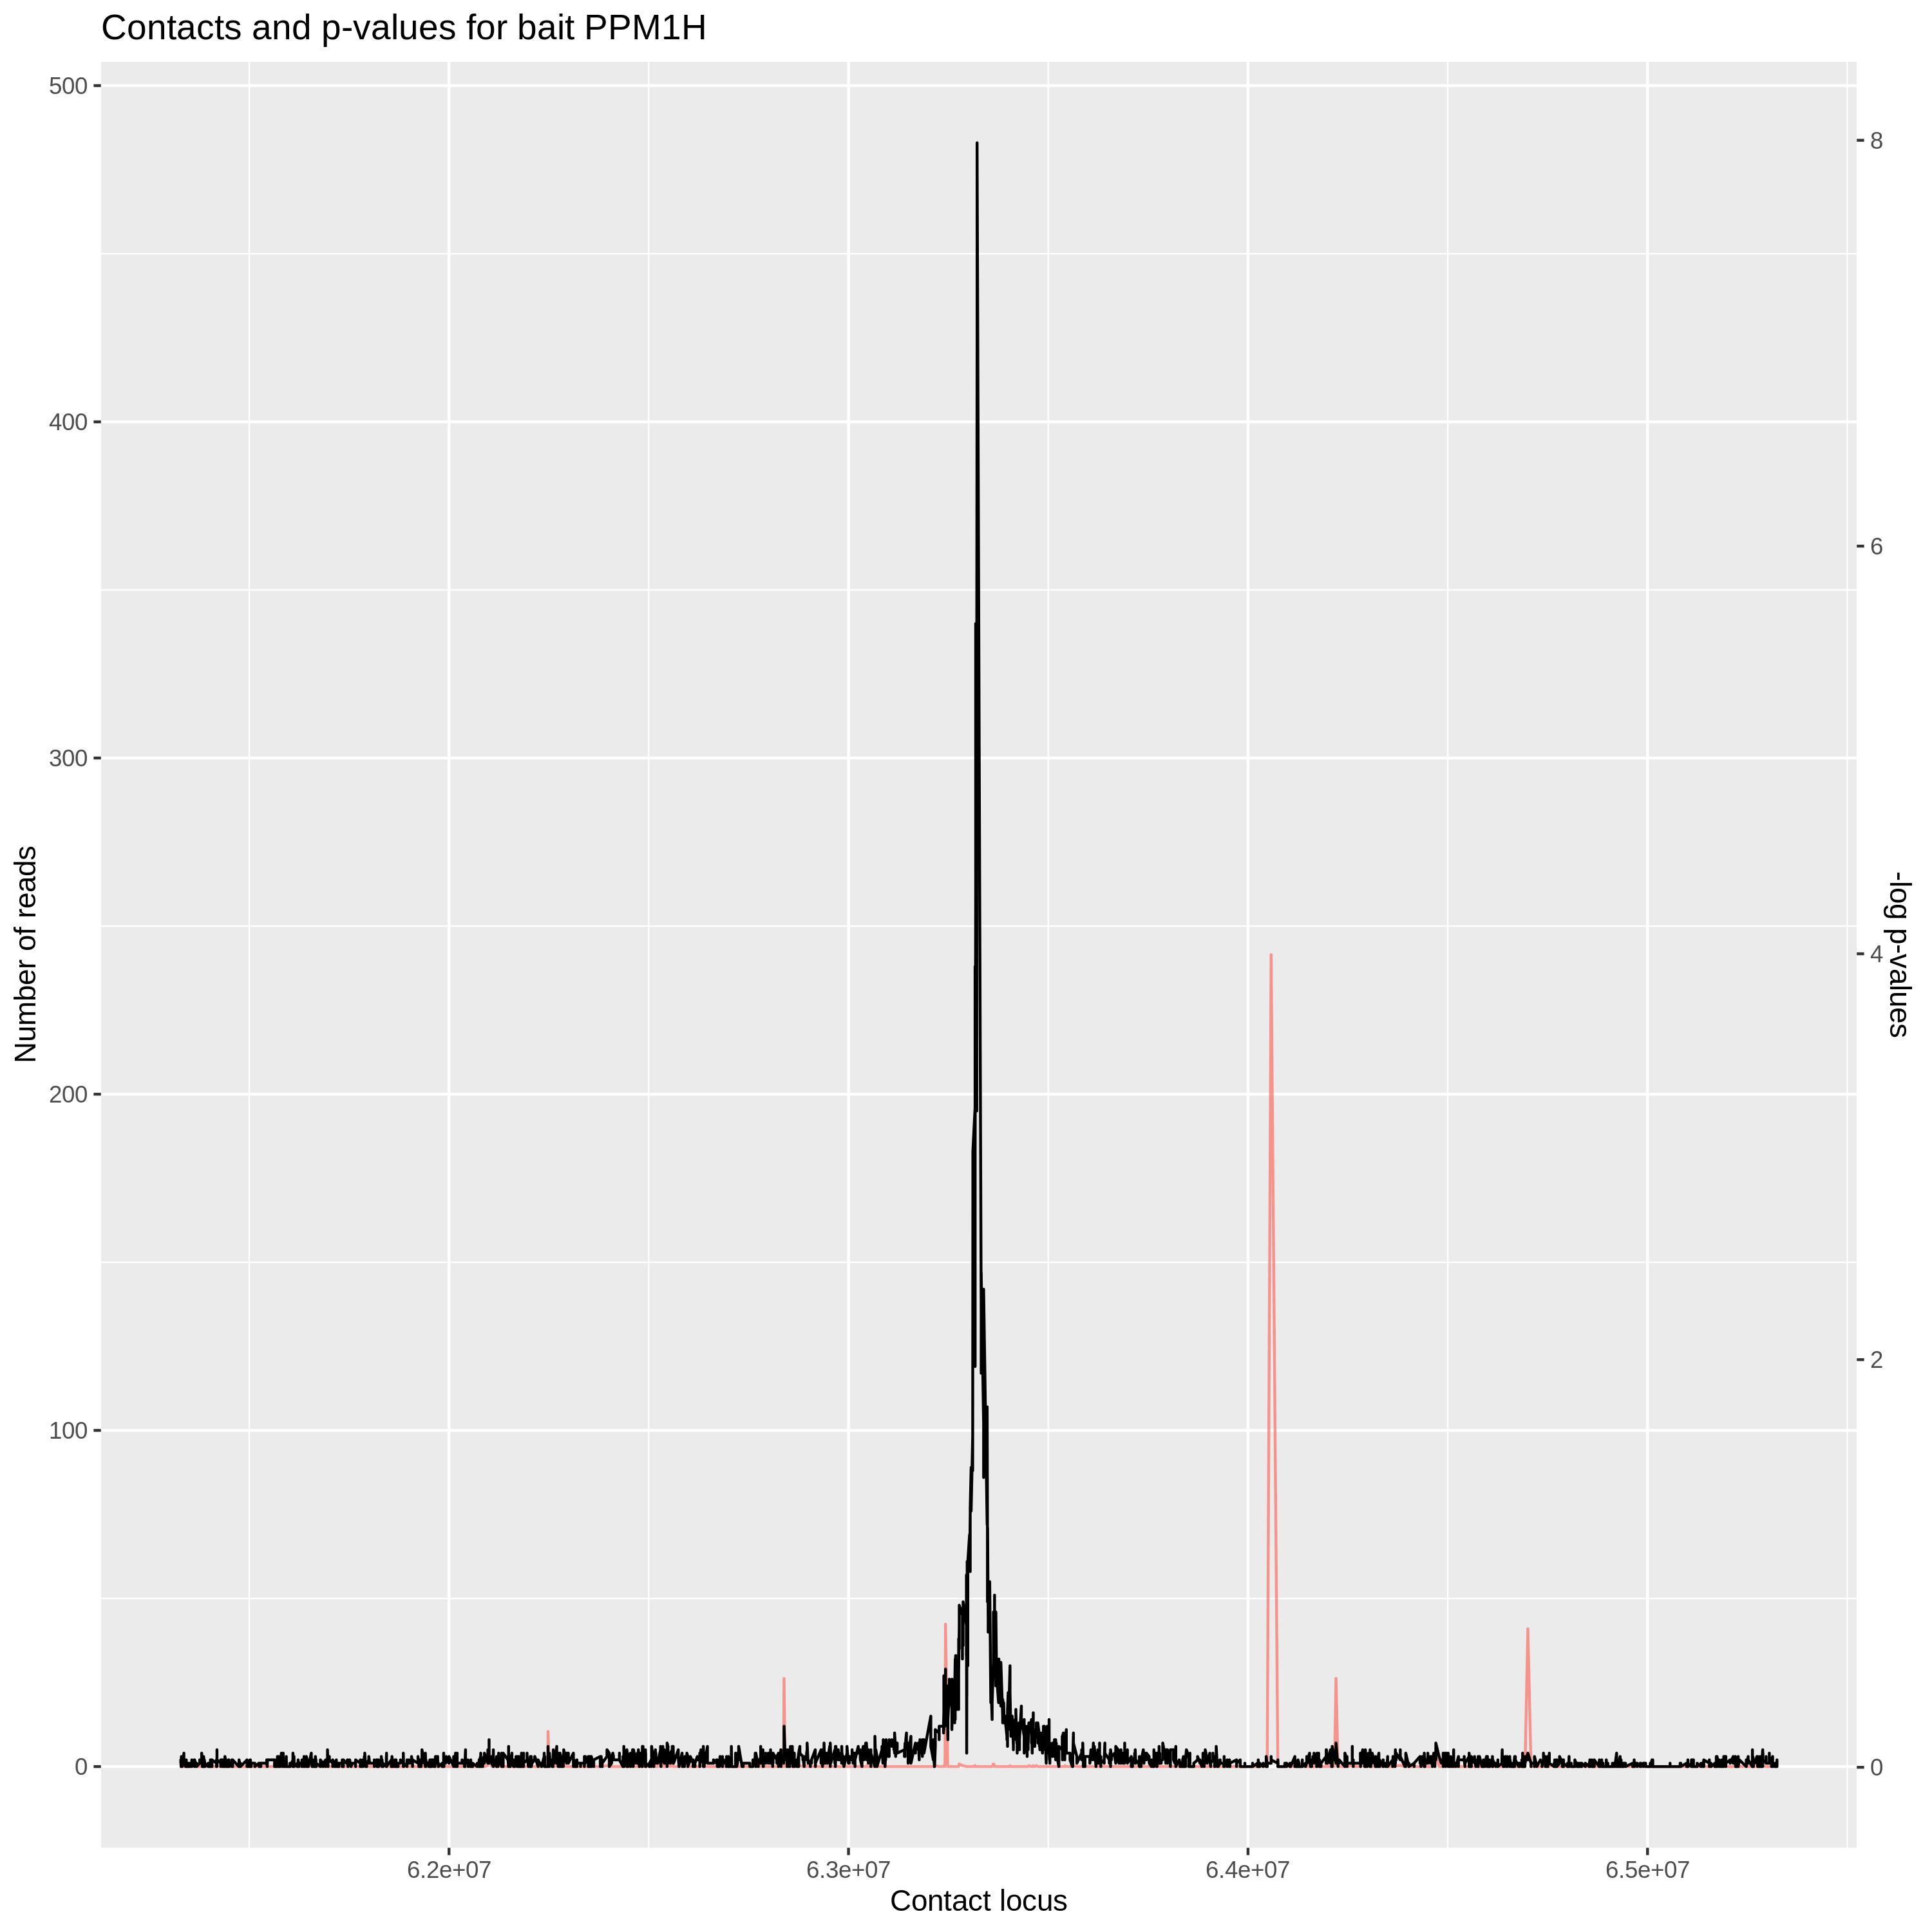 Contacts and p-values for bait PPM1H
500
400
300
200
100
0
Number of reads
8
6
4
2
0
-log p-values
6.2e+07
6.3e+07
6.4e+07
6.5e+07
Contact locus